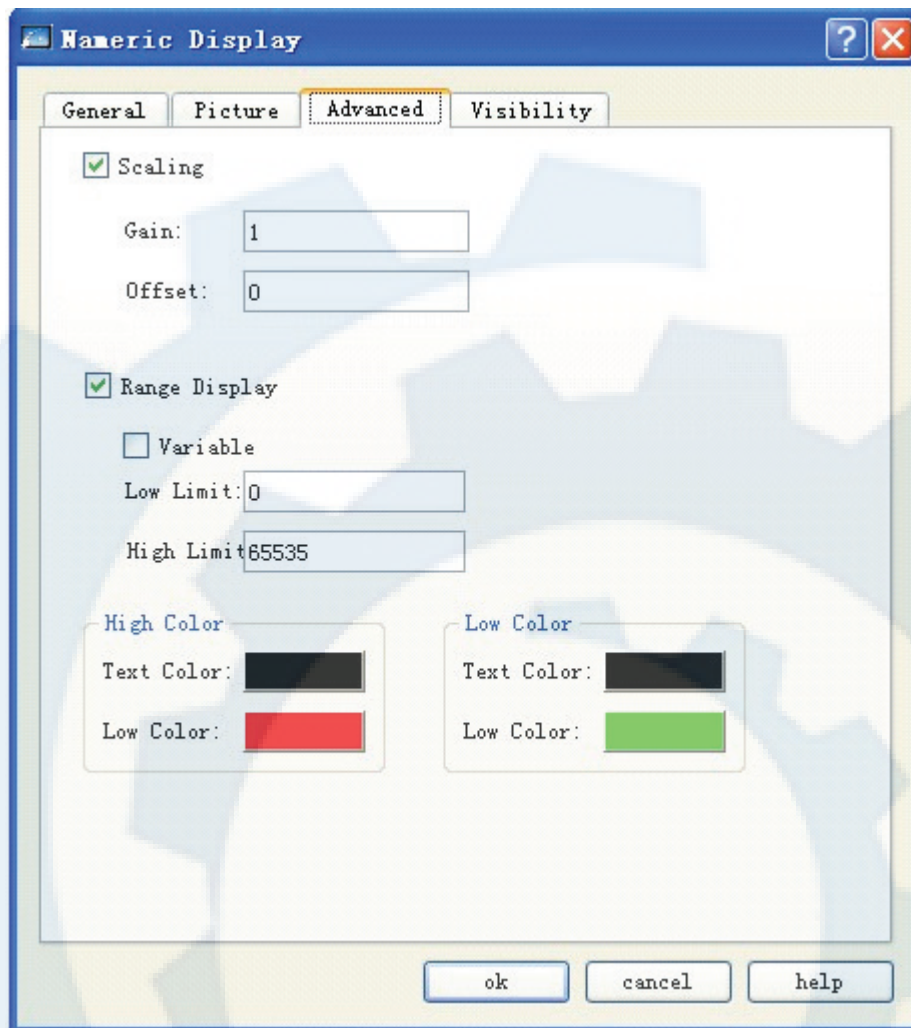 Nameric Display
General Picture Advanced Visibility
Scaling
Gain: 1
Offset: 0
Range Display
Variable
Low Limit: 0
High Limit 65535
High Color Low Color
Text Color: Text Color:
Low Color: Low Color:
ok cancel help